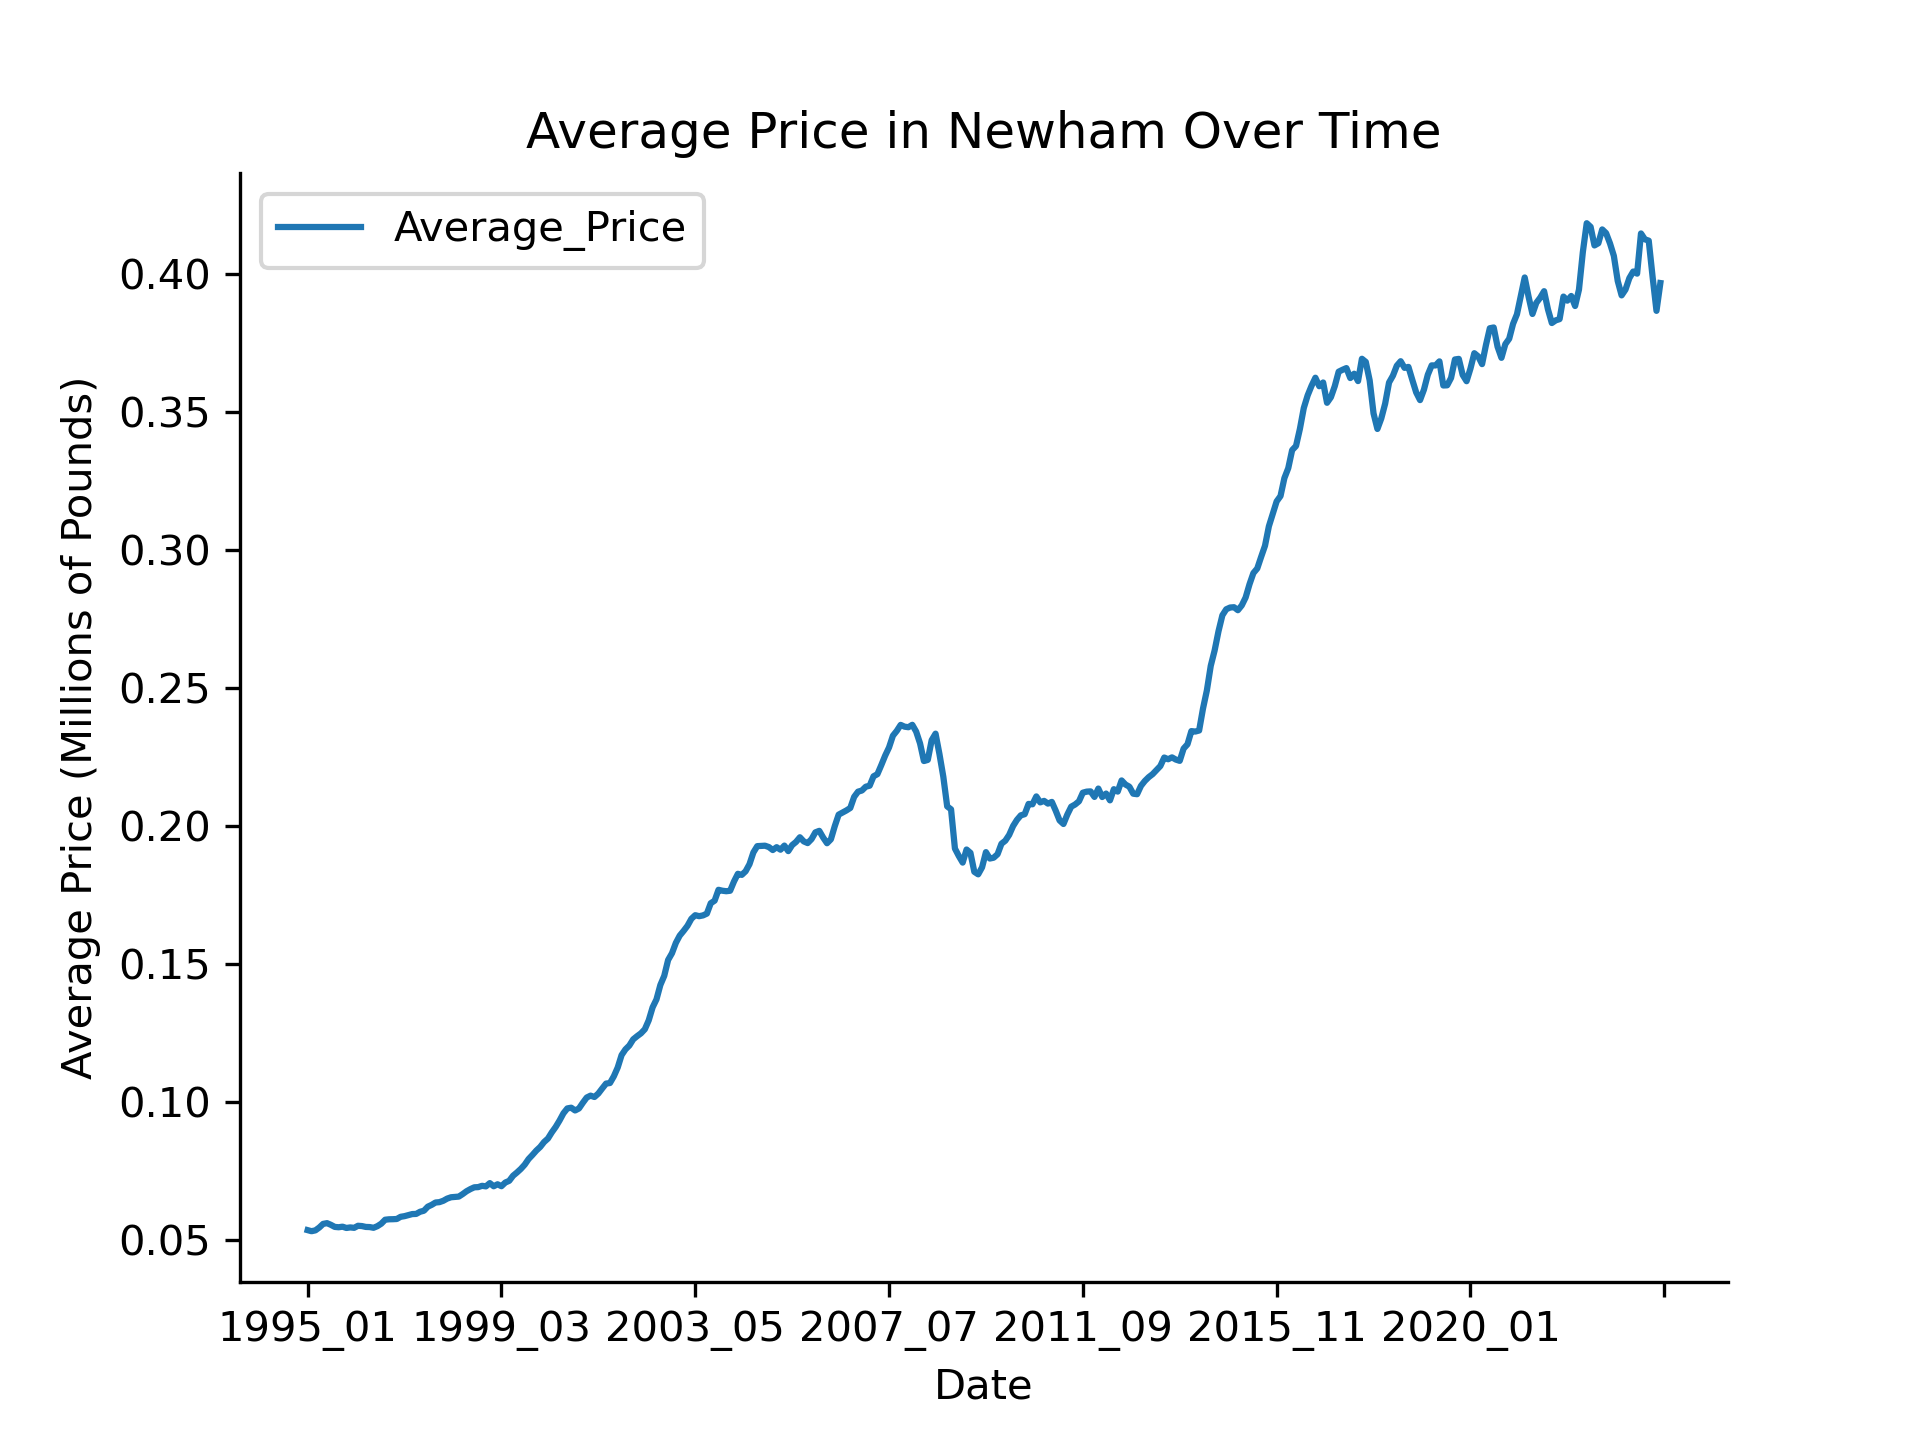 Average Price in Newham Over Time
Average_Price
Average Price (Millions of Pounds)
0.40
0.35
0.30
0.25
0.20
0.15
0.10
0.05
1995_01 1999_03 2003_05 2007_07 2011_09 2015_11 2020_01
Date